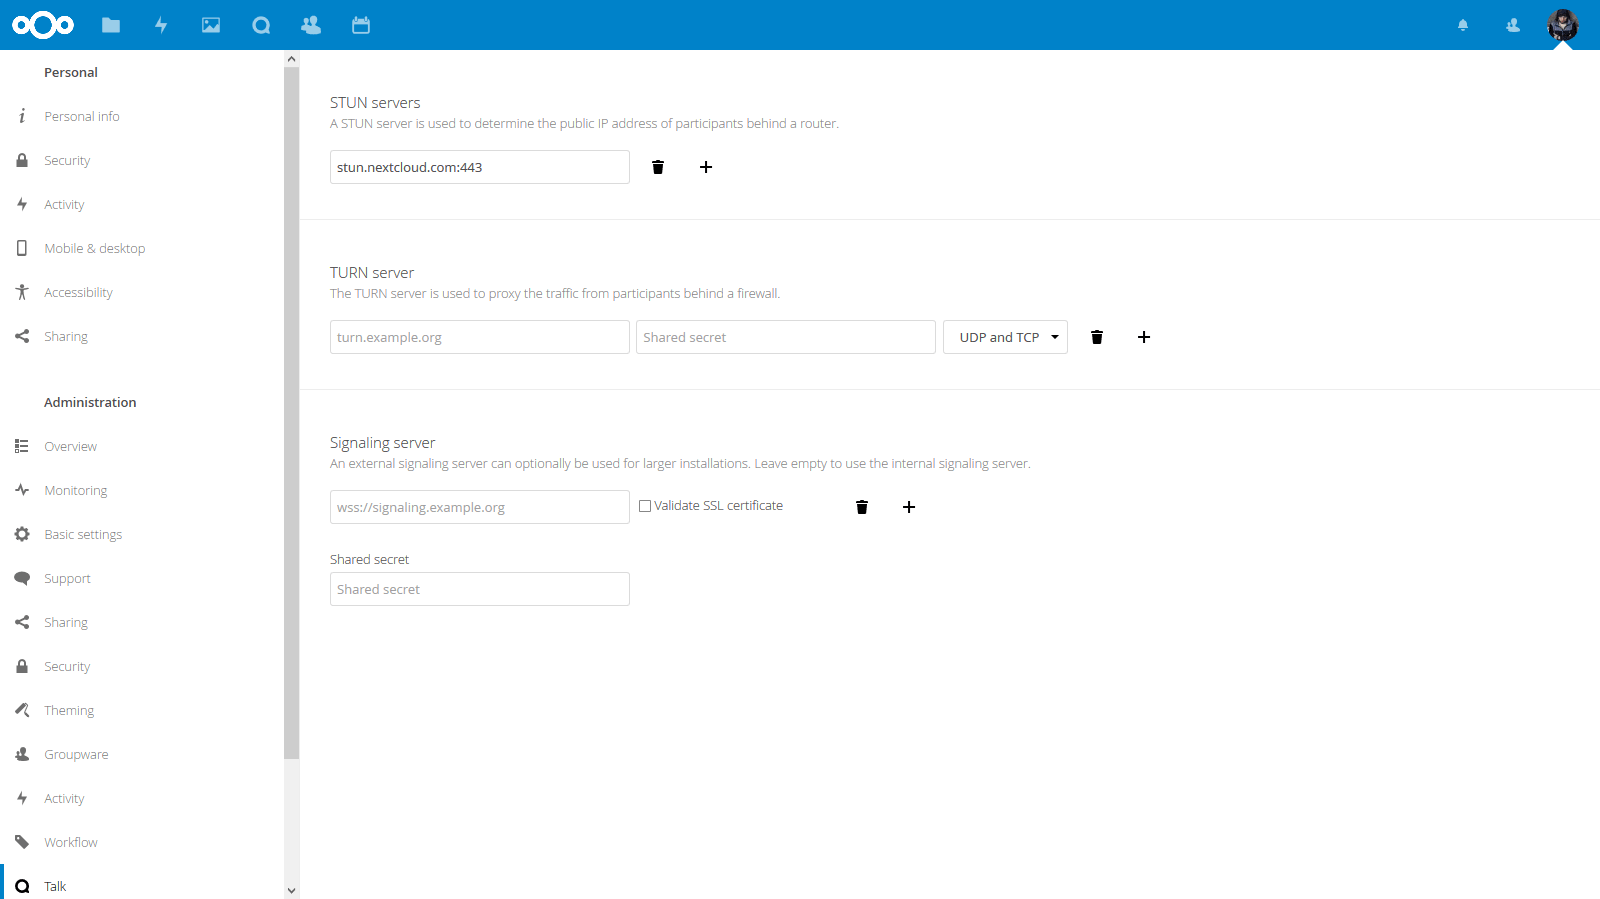 Personal
Personal info
Security
Activity
Mobile & desktop
Accessibility
Sharing
Administration
Overview
Monitoring
Basic settings
Support
Sharing
Security
Theming
Groupware
Activity
Workflow
Talk
STUN servers
A STUN server is used to determine the public IP address of participants behind a router.
stun.nextcloud.com:443
TURN server
The TURN server is used to proxy the traffic from participants behind a firewall.
turn.example.org Shared secret UDP and TCP
Signaling server
An external signaling server can optionally be used for larger installations. Leave empty to use the internal signaling server.
wss://signaling.example.org Validate SSL certificate
Shared secret
Shared secret